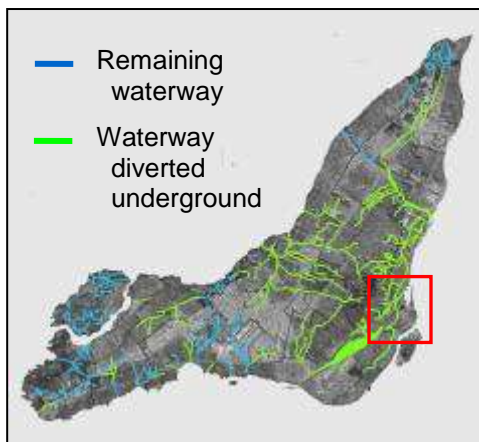 Remaining
waterway
Waterway
diverted
underground